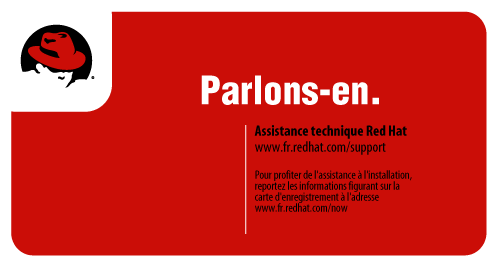 Parlons-en.
Assistance technique Red Hat
www.fr.redhat.com/support
Pour profiter de l'assistance à l'installation,
reportez les informations figurant sur la
carte d'enregistrement à l'adresse
www.fr.redhat.com/now